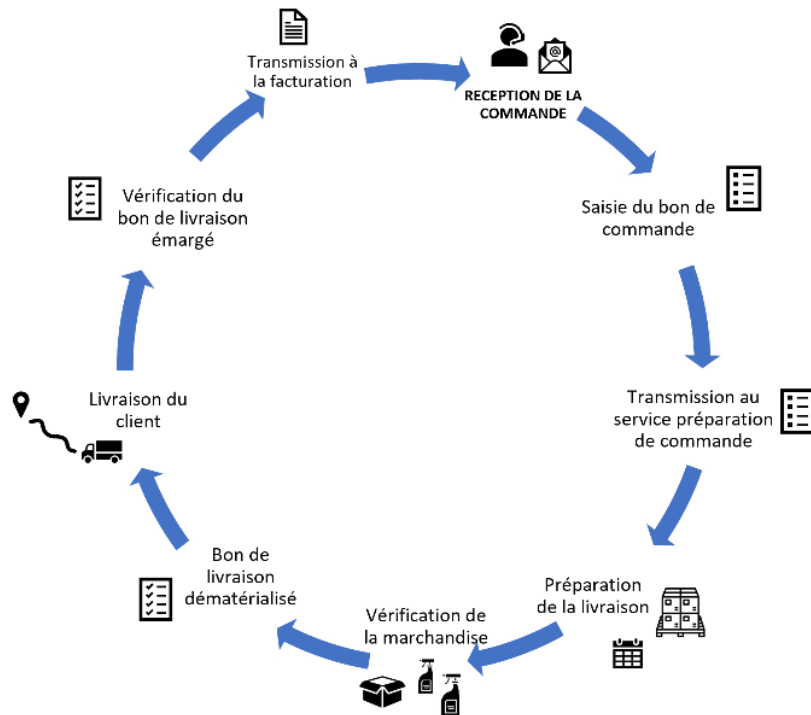 RECEPTION DE LA
COMMANDE
Saisie du bon de
commande
Transmission au
service préparation
de commande
Préparation
de la livraison
Vérification de
la marchandise
Bon de
livraison
dématérialisé
Livraison du
client
Vérification du
bon de livraison
émargé
Transmission à
la facturation